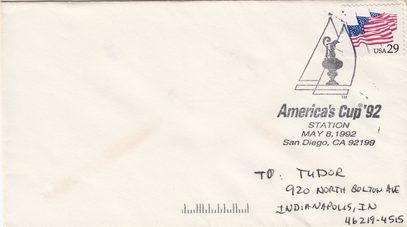 USA 29
TM
America's Cup '92
STATION
MAY 8, 1992
San Diego, CA 92199
TO: TUDOR
920 NORTH BOLTON AVE
INDIANAPOLIS, IN
46219-4515